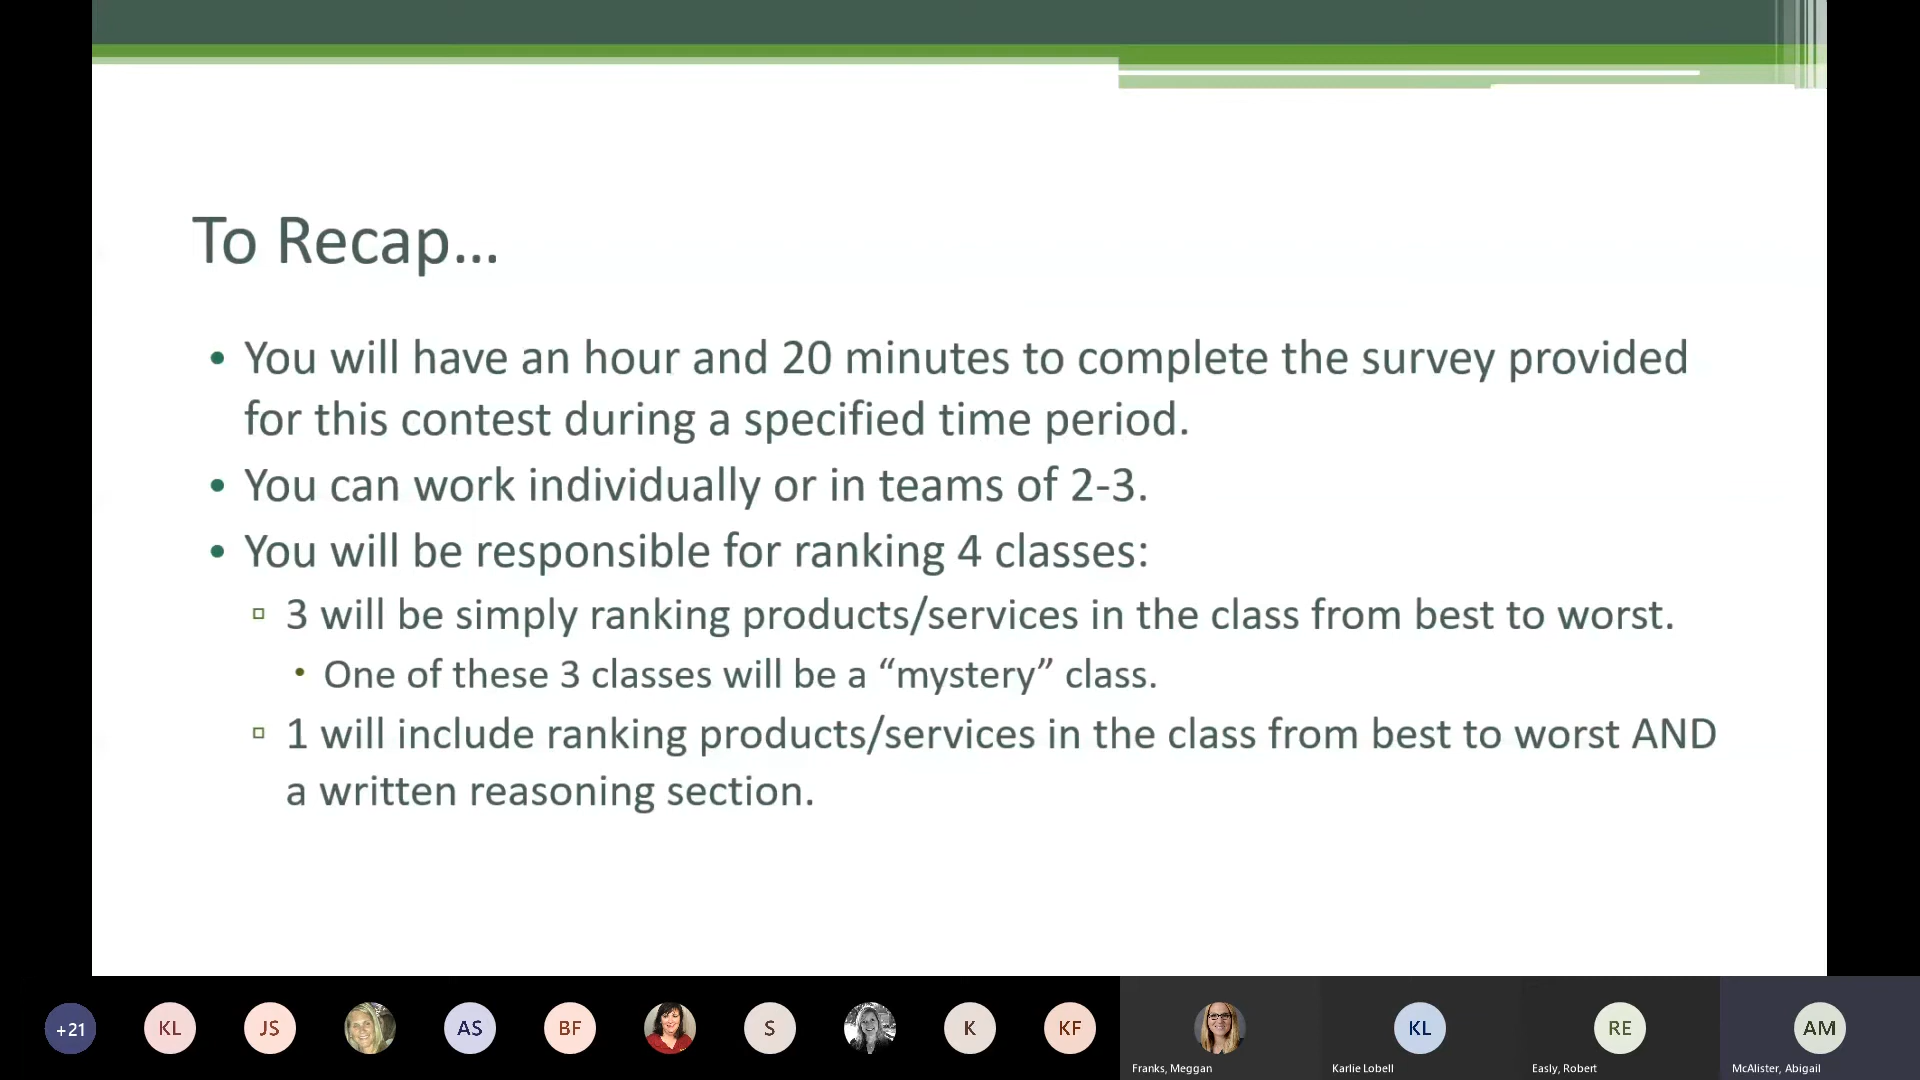 To Recap...
• You will have an hour and 20 minutes to complete the survey provided
for this contest during a specified time period.
• You can work individually or in teams of 2-3.
• You will be responsible for ranking 4 classes:
▫ 3 will be simply ranking products/services in the class from best to worst.
• One of these 3 classes will be a “mystery” class.
▫ 1 will include ranking products/services in the class from best to worst AND
a written reasoning section.
+21
KL
JS
AS
BF
S
K
KF
KL
RE
AM
Franks, Meggan
Karlie Lobell
Easly, Robert
McAlister, Abigail